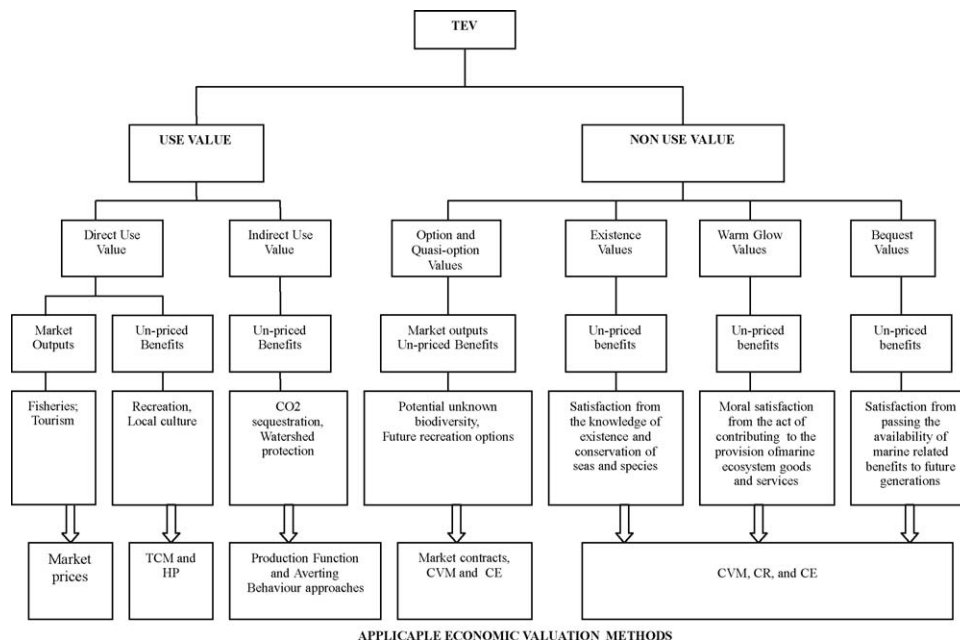 TEV
USE VALUE
NON USE VALUE
Direct Use
Value
Indirect Use
Value
Option and
Quasi-option
Values
Existence
Values
Warm Glow
Values
Bequest
Values
Market
Outputs
Un-priced
Benefits
Un-priced
Benefits
Market outputs
Un-priced Benefits
Un-priced
benefits
Un-priced
benefits
Un-priced
benefits
Fisheries;
Tourism
Recreation,
Local culture
CO2
sequestration,
Watershed
protection
Potential unknown
biodiversity,
Future recreation options
Satisfaction from
the knowledge of
existence and
conservation of
seas and species
Moral satisfaction
from the act of
contributing to the
provision ofmarine
ecosystem goods
and services
Satisfaction from
passing the
availability of
marine related
benefits to future
generations
Market
prices
TCM and
HP
Production Function
and Averting
Behaviour approaches
Market contracts,
CVM and CE
CVM, CR, and CE
APPLICAPLE ECONOMIC VALUATION METHODS